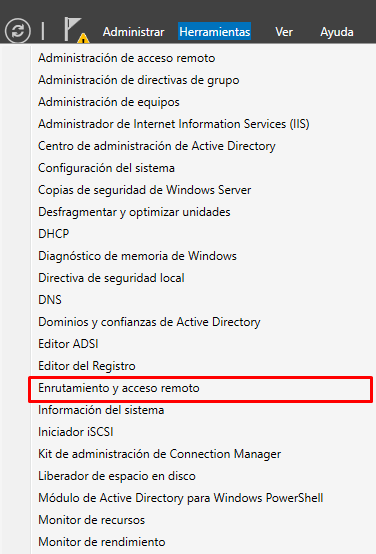 Administrar Herramientas Ver Ayuda
Administración de acceso remoto
Administración de directivas de grupo
Administración de equipos
Administrador de Internet Information Services (IIS)
Centro de administración de Active Directory
Configuración del sistema
Copias de seguridad de Windows Server
Desfragmentar y optimizar unidades
DHCP
Diagnóstico de memoria de Windows
Directiva de seguridad local
DNS
Dominios y confianzas de Active Directory
Editor ADSI
Editor del Registro
Enrutamiento y acceso remoto
Información del sistema
Iniciador iSCSI
Kit de administración de Connection Manager
Liberador de espacio en disco
Módulo de Active Directory para Windows PowerShell
Monitor de recursos
Monitor de rendimiento